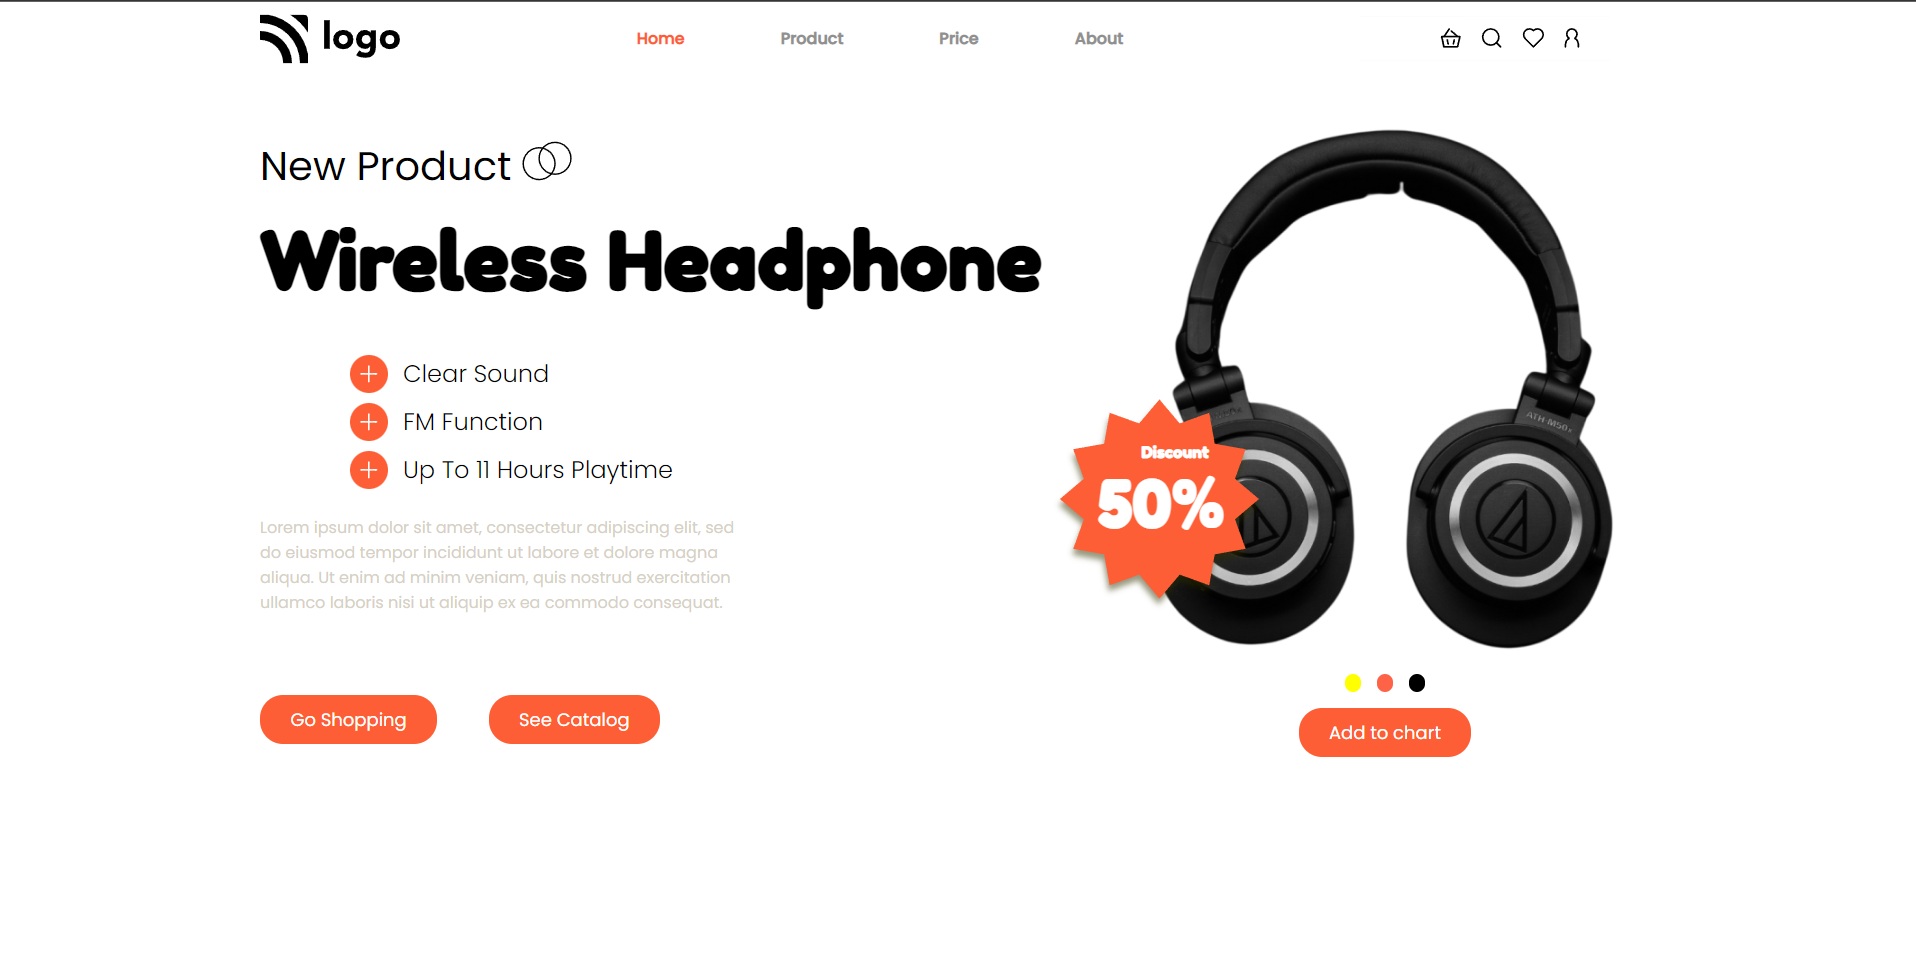 logo
Home
Product
Price
About
New Product
Wireless Headphone
Clear Sound
FM Function
Up To 11 Hours Playtime
Lorem ipsum dolor sit amet, consectetur adipiscing elit, sed
do eiusmod tempor incididunt ut labore et dolore magna
aliqua. Ut enim ad minim veniam, quis nostrud exercitation
ullamco laboris nisi ut aliquip ex ea commodo consequat.
Go Shopping
See Catalog
ATH-M50x
Discount
50%
Add to chart